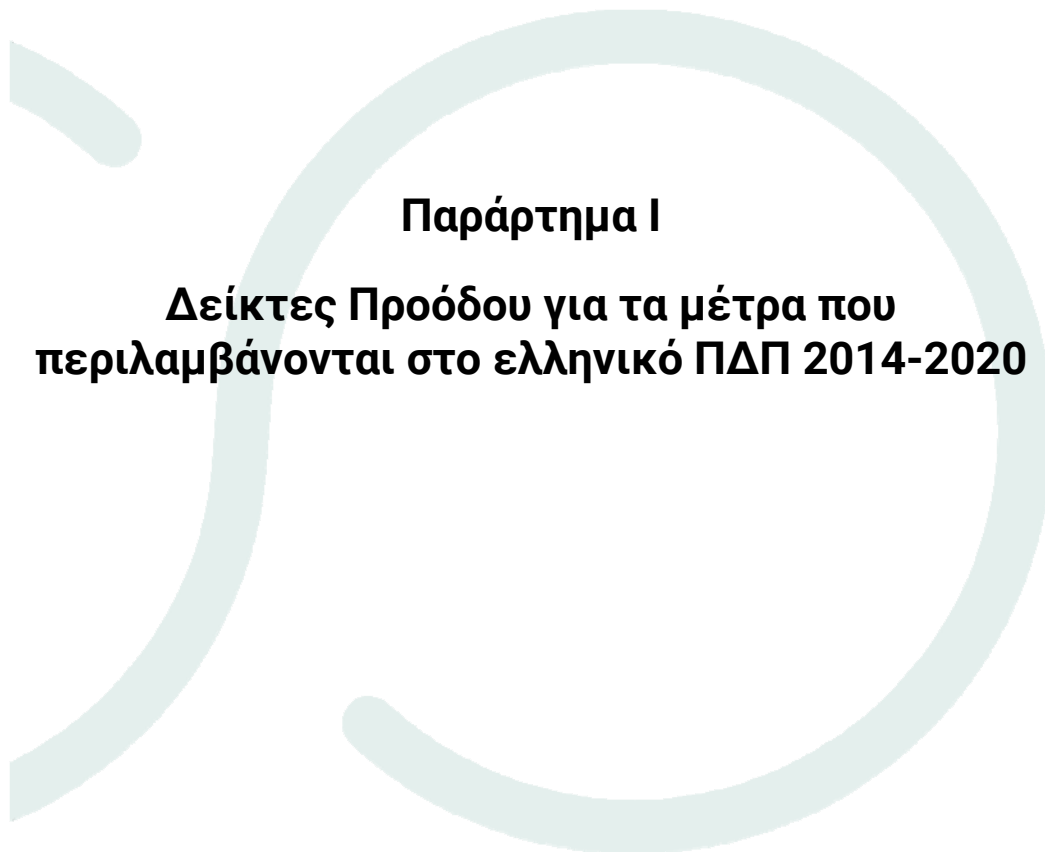 Παράρτημα Ι
Δείκτες Προόδου για τα μέτρα που
περιλαμβάνονται στο ελληνικό ΠΔΠ 2014-2020